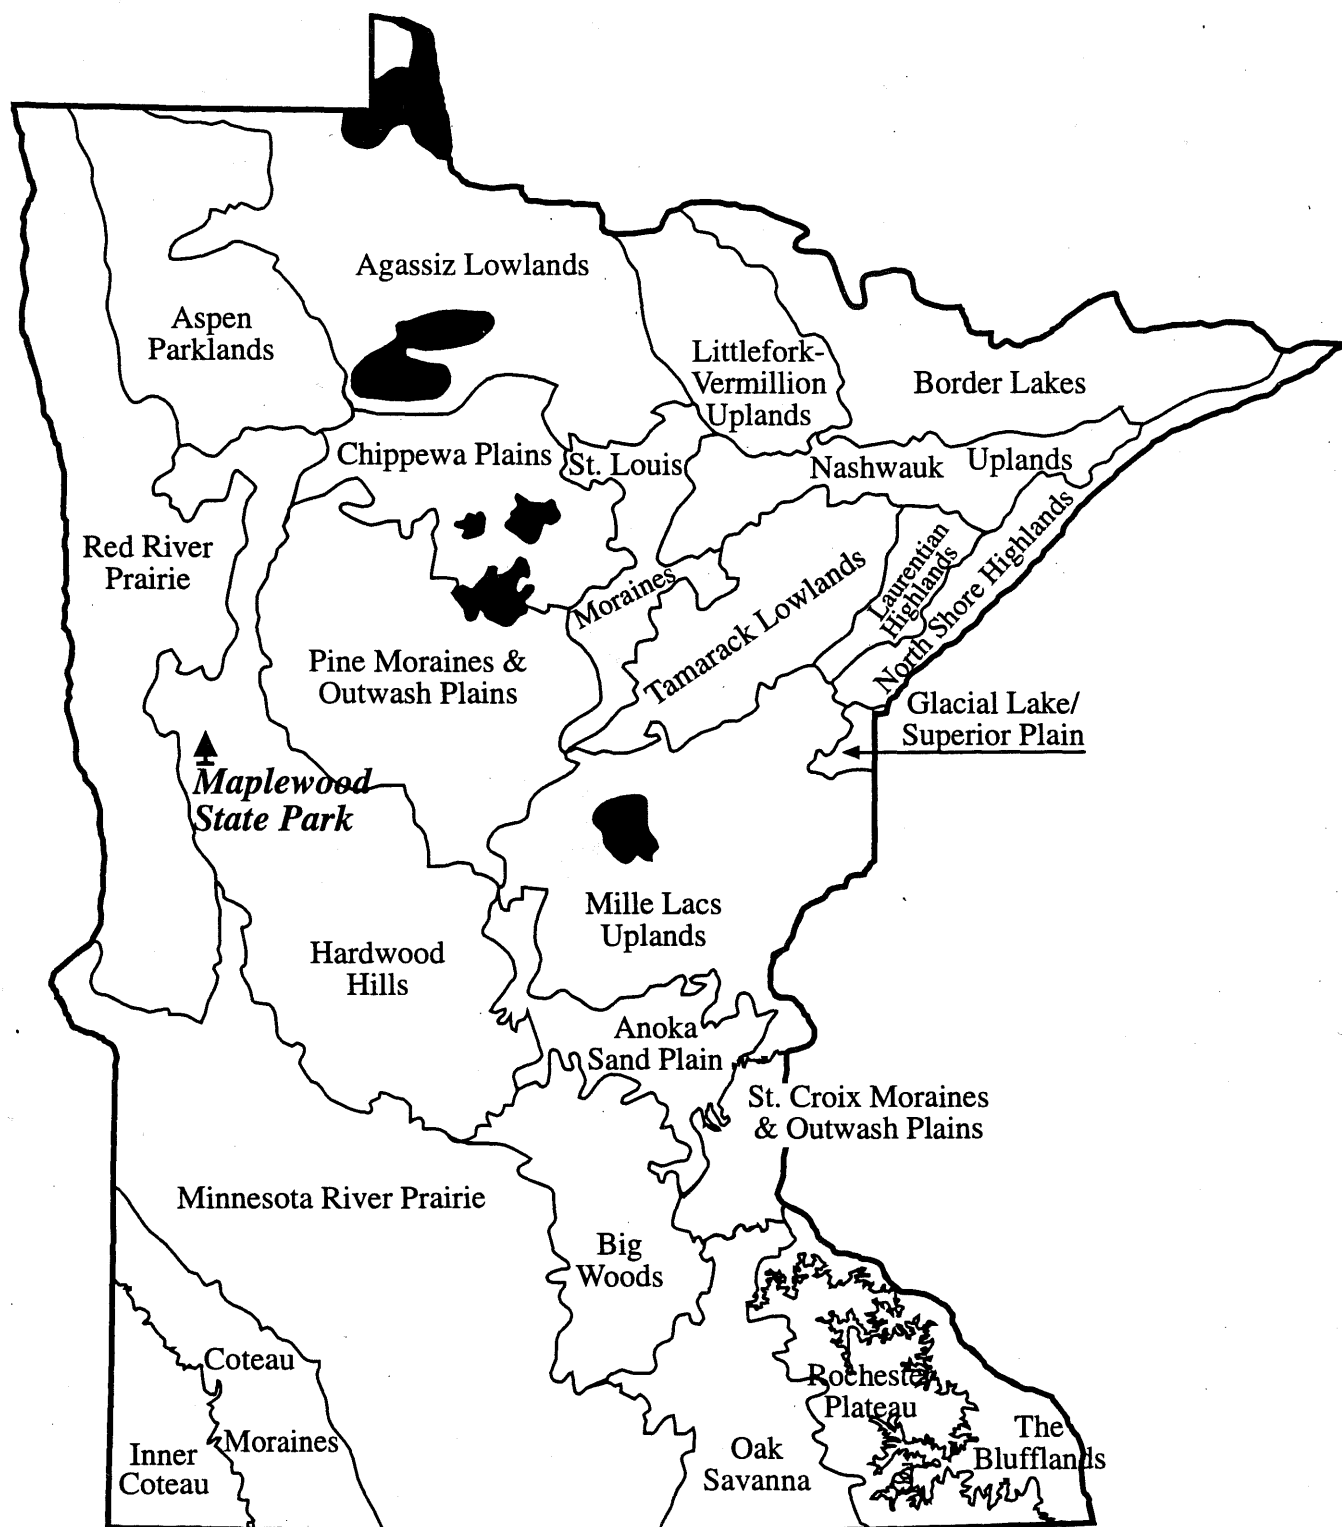 Agassiz Lowlands
Aspen
Parklands
Littlefork-
Vermillion
Uplands
Border Lakes
Chippewa Plains
St. Louis
Moraines
Nashwauk
Uplands
Red River
Prairie
Laurentian
Highlands
North Shore Highlands
Tamarack Lowlands
Pine Moraines &
Outwash Plains
Glacial Lake/
Superior Plain
Maplewood
State Park
Mille Lacs
Uplands
Hardwood
Hills
Anoka
Sand Plain
St. Croix Moraines
& Outwash Plains
Minnesota River Prairie
Big
Woods
Coteau
Moraines
Inner
Coteau
Rochester
Plateau
Oak
Savanna
The
Blufflands